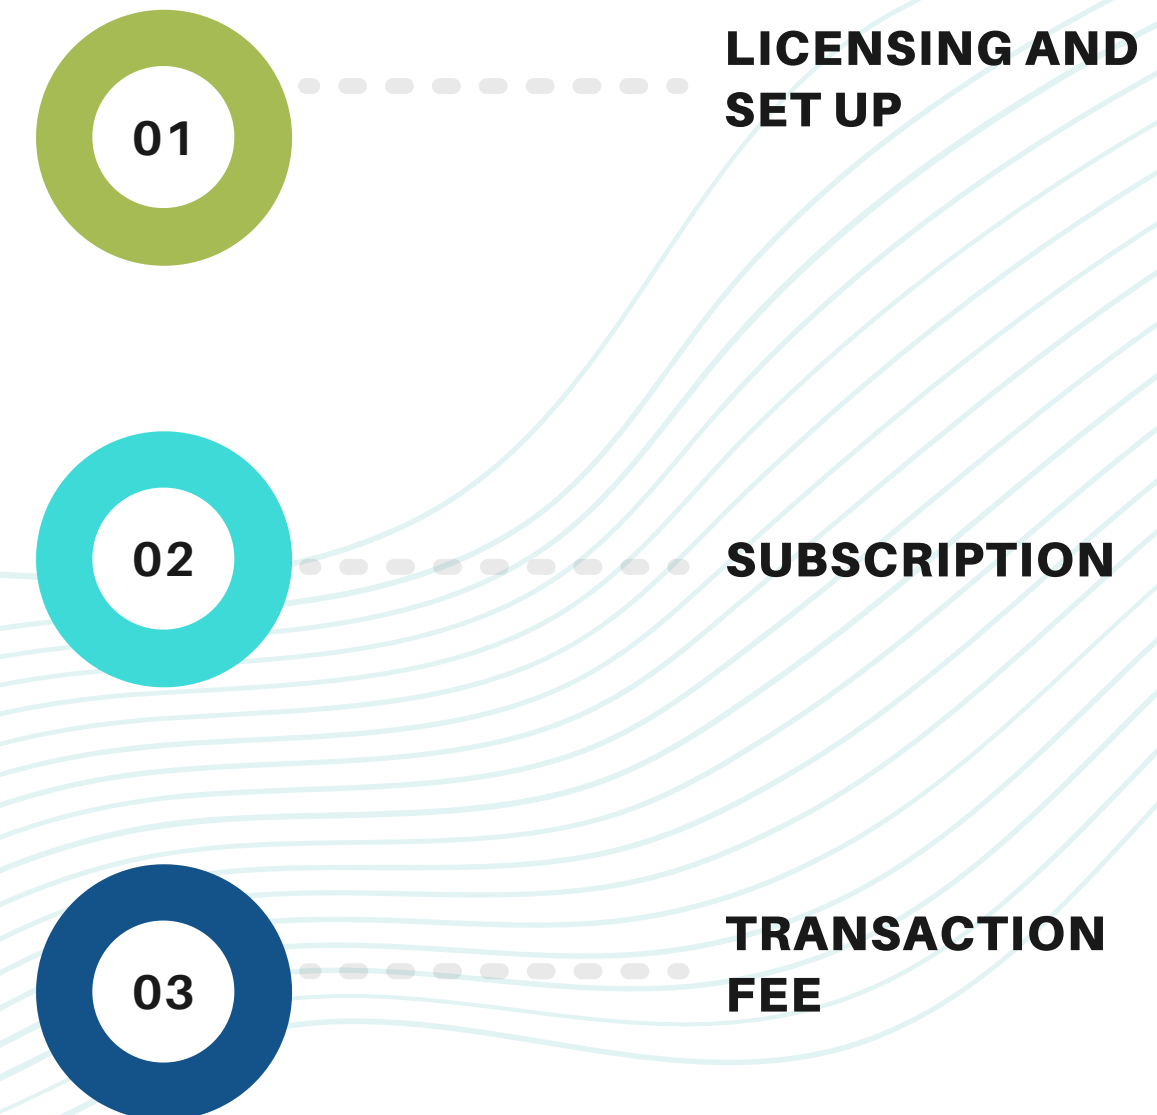 01
LICENSING AND
SET UP
02
SUBSCRIPTION
03
TRANSACTION
FEE